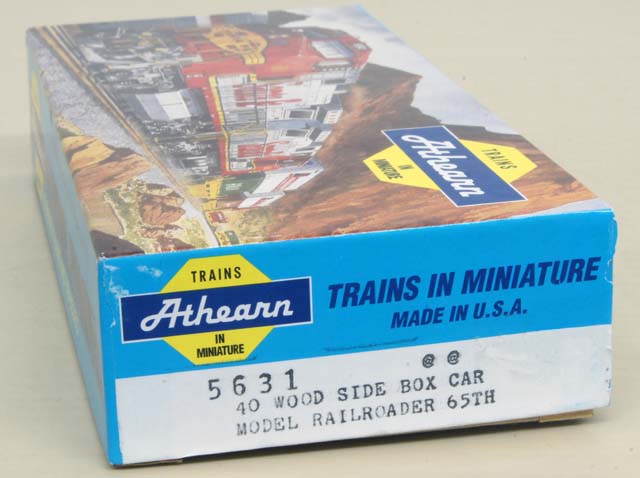 TRAINS
Athearn
IN
MINIATURE
TRAINS
Athearn
IN
MINIATURE
TRAINS IN MINIATURE
MADE IN U.S.A.
@ @
5631
40 WOOD SIDE BOX CAR
MODEL RAILROADER 65TH